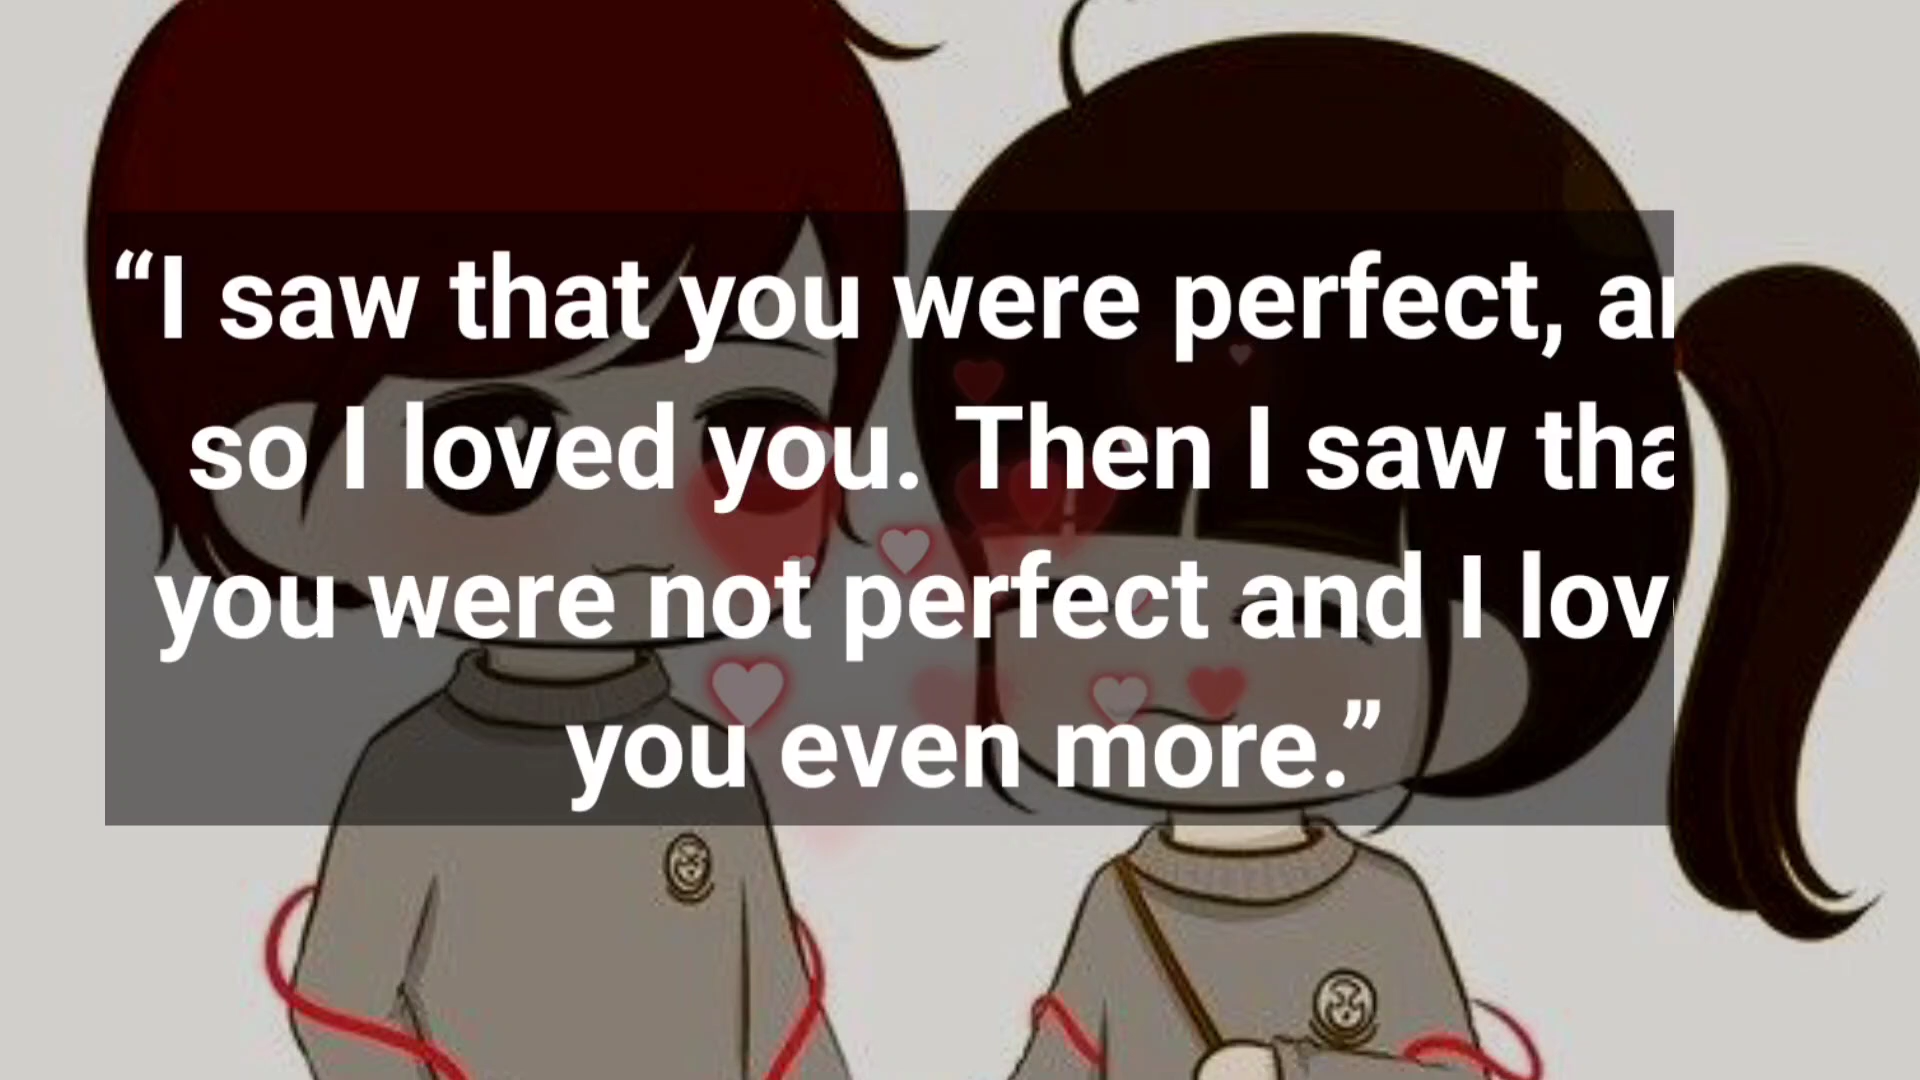 “I saw that you were perfect, an
so I loved you. Then I saw tha
you were not perfect and I lov
you even more.”